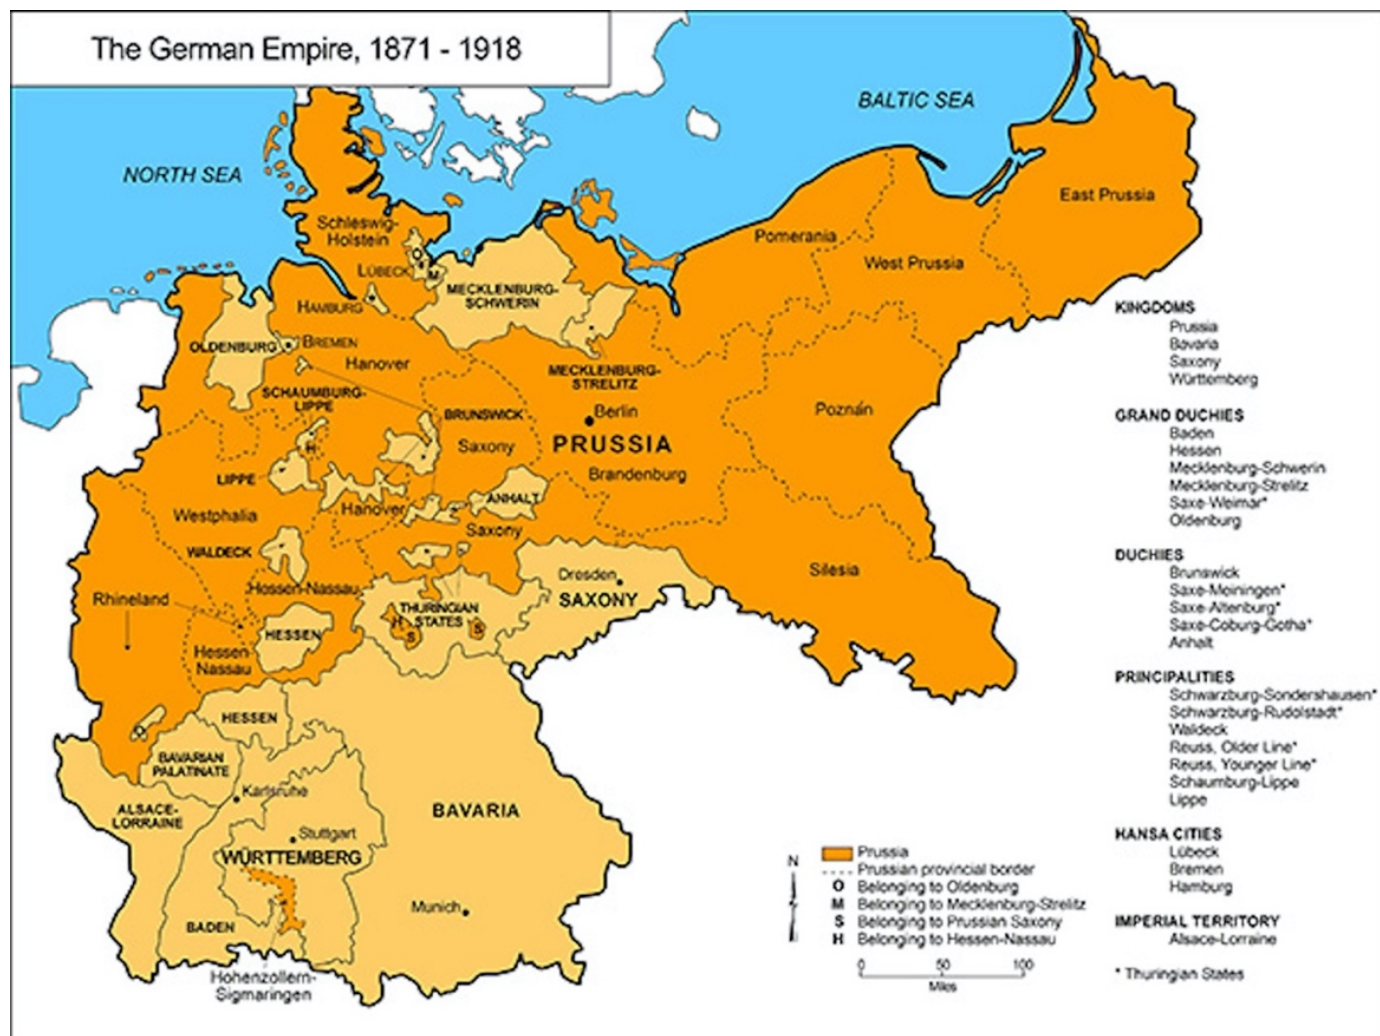 The German Empire, 1871 - 1918
BALTIC SEA
NORTH SEA
East Prussia
Schleswig-
Holstein
Pomerania
West Prussia
LÜBECK
O
M
MECKLENBURG-
SCHWERIN
HAMBURG
OLDENBURG
BREMEN
Hanover
MECKLENBURG-
STRELITZ
SCHAUMBURG-
LIPPE
BRUNSWICK
Berlin
Poznán
H
Saxony
PRUSSIA
LIPPE
Brandenburg
ANHALT
Westphalia
Hanover
Saxony
WALDECK
Silesia
Dresden
Hessen-Nassau
SAXONY
Rhineland
THURINGIAN
STATES
H
S
S
HESSEN
Hessen-
Nassau
HESSEN
O
BAVARIAN
PALATINATE
Karlsruhe
ALSACE-
LORRAINE
BAVARIA
Stuttgart
WÜRTTEMBERG
Munich
BADEN
Hohenzollern-
Sigmaringen
KINGDOMS
Prussia
Bavaria
Saxony
Württemberg
GRAND DUCHIES
Baden
Hessen
Mecklenburg-Schwerin
Mecklenburg-Strelitz
Saxe-Weimar*
Oldenburg
DUCHIES
Brunswick
Saxe-Meiningen*
Saxe-Altenburg*
Saxe-Coburg-Gotha*
Anhalt
PRINCIPALITIES
Schwarzburg-Sondershausen*
Schwarzburg-Rudolstadt*
Waldeck
Reuss, Older Line*
Reuss, Younger Line*
Schaumburg-Lippe
Lippe
HANSA CITIES
Lübeck
Bremen
Hamburg
IMPERIAL TERRITORY
Alsace-Lorraine
* Thuringian States
N
Prussia
Prussian provincial border
O Belonging to Oldenburg
M Belonging to Mecklenburg-Strelitz
S Belonging to Prussian Saxony
H Belonging to Hessen-Nassau
0 50 100
Miles